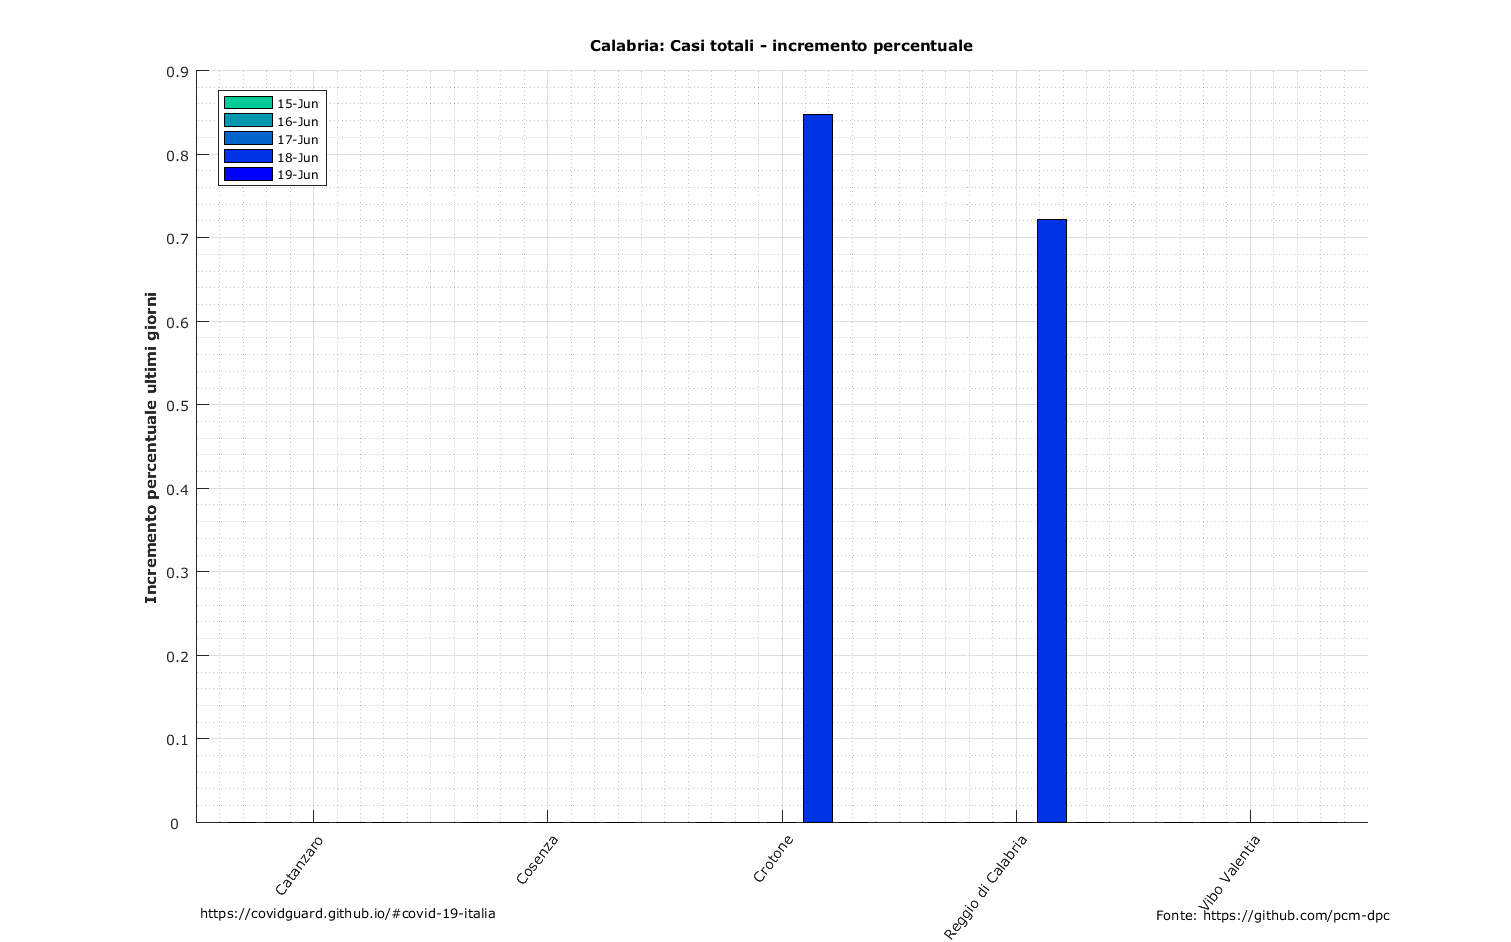 Calabria: Casi totali - incremento percentuale
Incremento percentuale ultimi giorni
0.9
0.8
0.7
0.6
0.5
0.4
0.3
0.2
0.1
0
15-Jun
16-Jun
17-Jun
18-Jun
19-Jun
Catanzaro
Cosenza
Crotone
Reggio di Calabria
Vibo Valentia
https://covidguard.github.io/#covid-19-italia
Fonte: https://github.com/pcm-dpc